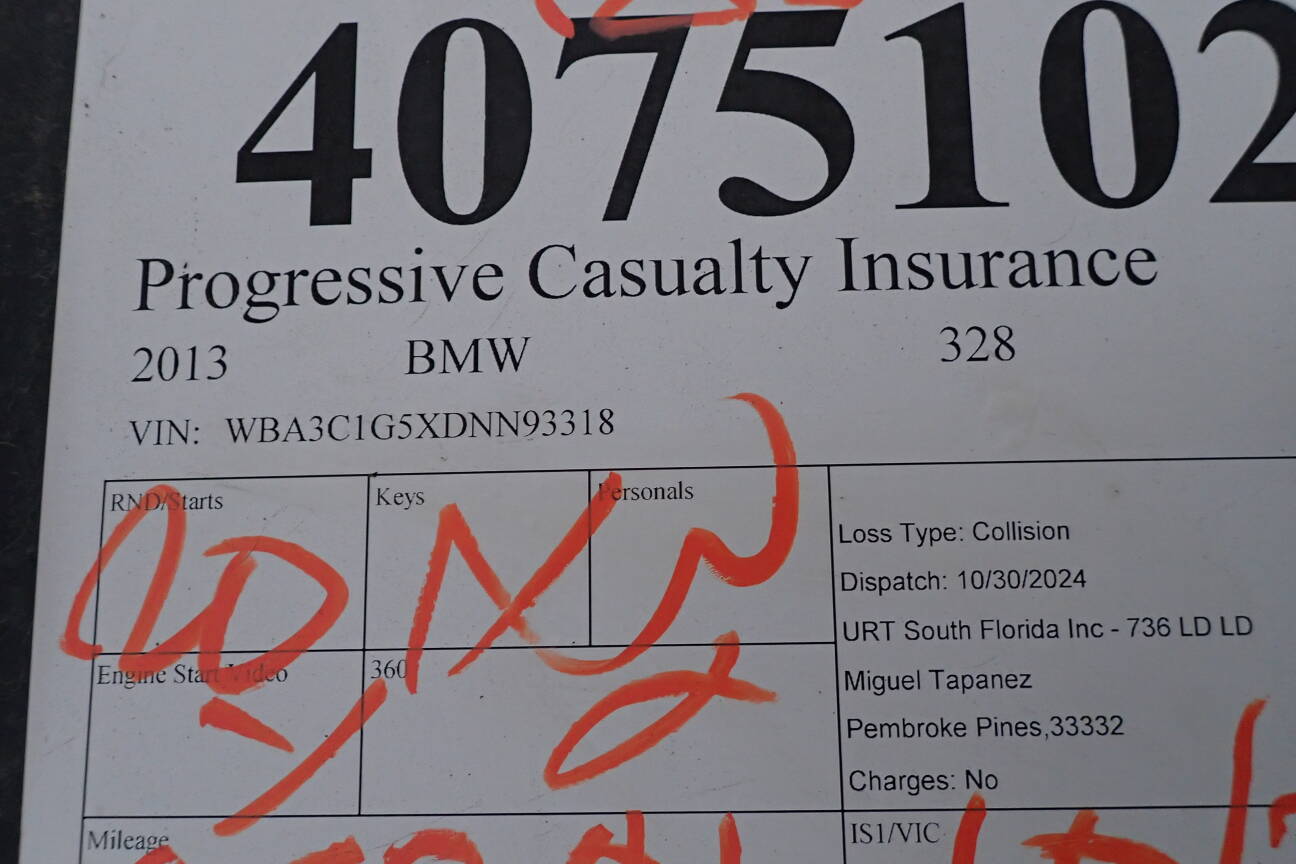 4075102
Progressive Casualty Insurance
2013 BMW 328
VIN: WBA3C1G5XDNN93318
RND/Starts Keys Personals
Loss Type: Collision
Dispatch: 10/30/2024
URT South Florida Inc - 736 LD LD
Engine Start Video 360
Miguel Tapanez
Pembroke Pines,33332
Charges: No
Mileage IS1/VIC